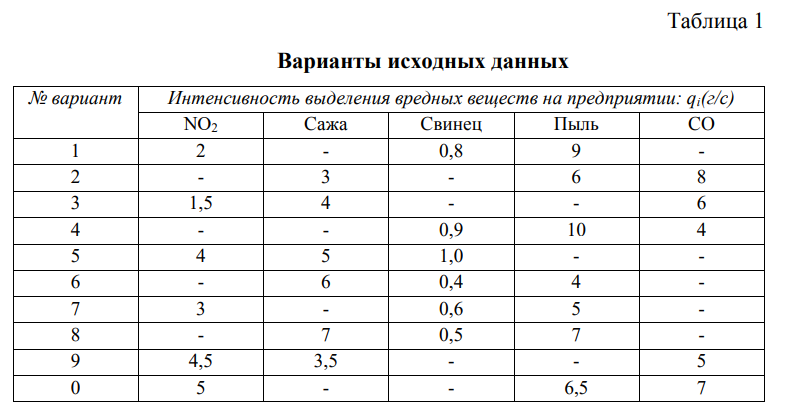 Таблица 1
Варианты исходных данных
№ вариант Интенсивность выделения вредных веществ на предприятии: qi(г/с)
NO2 Сажа Свинец Пыль CO
1 2 - 0,8 9 -
2 - 3 - 6 8
3 1,5 4 - - 6
4 - - 0,9 10 4
5 4 5 1,0 - -
6 - 6 0,4 4 -
7 3 - 0,6 5 -
8 - 7 0,5 7 -
9 4,5 3,5 - - 5
0 5 - - 6,5 7